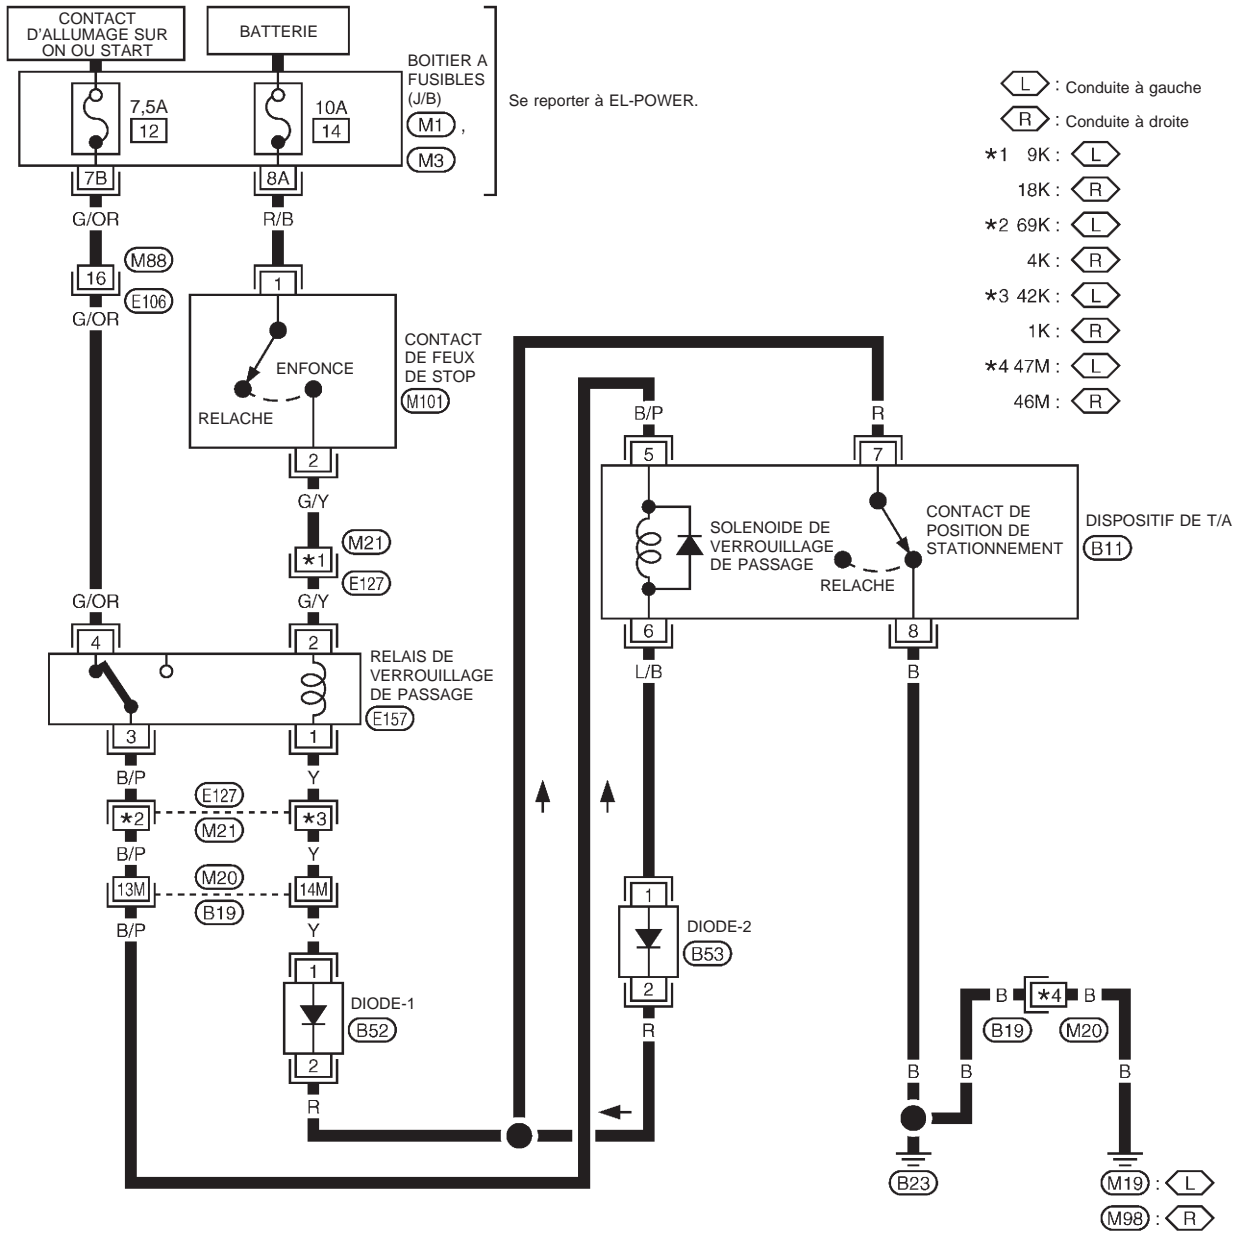 CONTACT
D'ALLUMAGE SUR
ON OU START
BATTERIE
BOITIER A
FUSIBLES
(J/B)
M1 ,
M3
Se reporter à EL-POWER.
7,5A
12
10A
14
7B
8A
G/OR
R/B
16
M88
E106
G/OR
1
CONTACT
DE FEUX
DE STOP
M101
ENFONCE
RELACHE
2
G/Y
*1
M21
E127
G/OR
G/Y
4
2
RELAIS DE
VERROUILLAGE
DE PASSAGE
E157
3
1
B/P
Y
*2
E127
M21
*3
B/P
Y
13M
M20
B19
14M
B/P
Y
1
DIODE-1
B52
2
R
L : Conduite à gauche
R : Conduite à droite
*1 9K : L
18K : R
*2 69K : L
4K : R
*3 42K : L
1K : R
*4 47M : L
46M : R
B/P
R
5
7
SOLENOIDE DE
VERROUILLAGE
DE PASSAGE
CONTACT DE
POSITION DE
STATIONNEMENT
RELACHE
DISPOSITIF DE T/A
B11
6
8
L/B
B
1
DIODE-2
B53
2
R
B
*4
B
B19
M20
B
B
B
B23
M19 : L
M98 : R